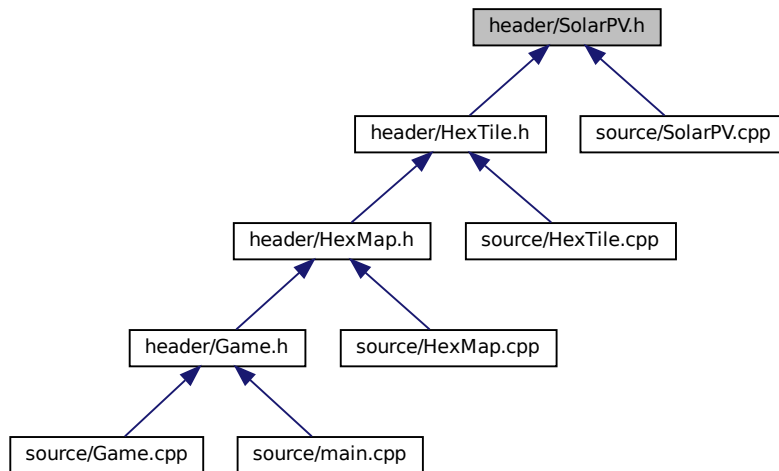 header/SolarPV.h
header/HexTile.h
source/SolarPV.cpp
header/HexMap.h
source/HexTile.cpp
header/Game.h
source/HexMap.cpp
source/Game.cpp
source/main.cpp